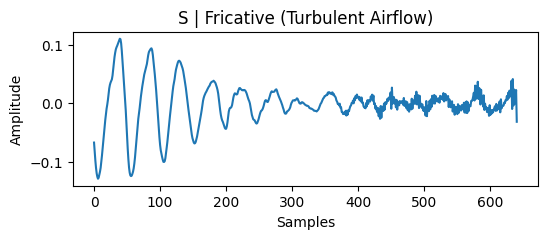 S | Fricative (Turbulent Airflow)
0.1
0.0
−0.1
Amplitude
0 100 200 300 400 500 600
Samples